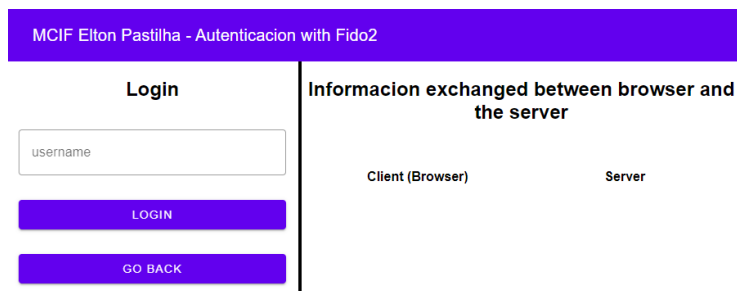 MCIF Elton Pastilha - Autenticacion with Fido2
Login
username
LOGIN
GO BACK
Informacion exchanged between browser and
the server
Client (Browser)
Server